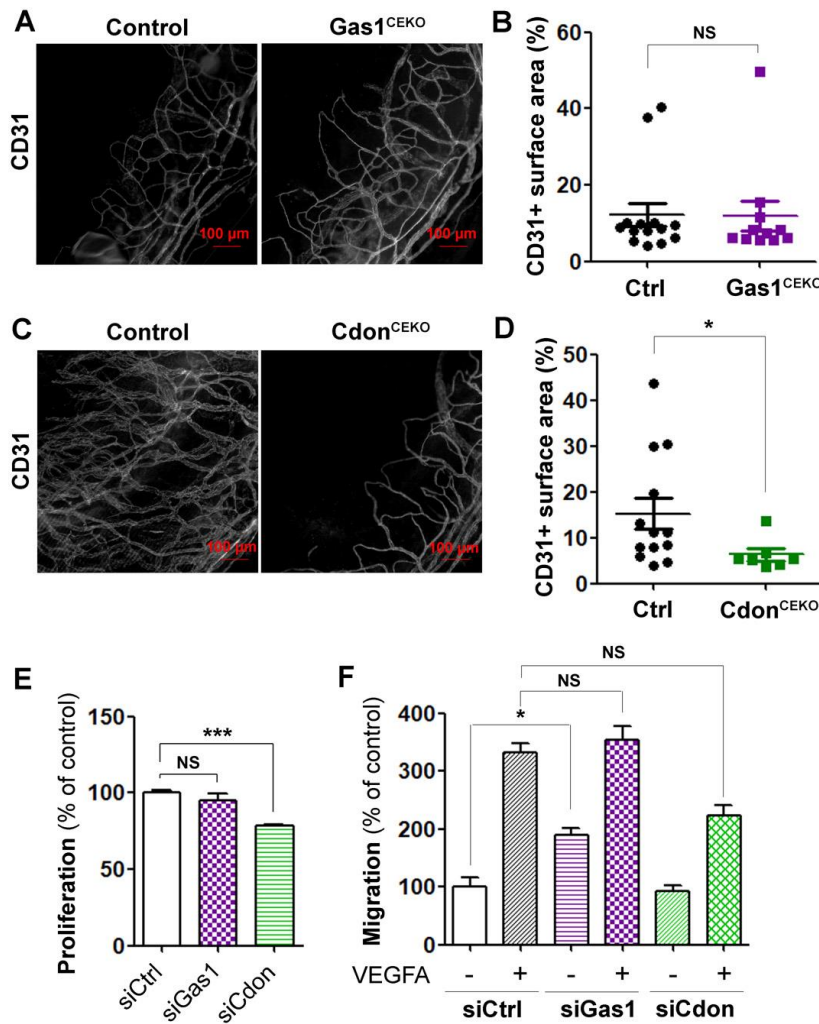 A
Control
Gas1CEKO
CD31
100 µm
100 µm
B
CD31+ surface area (%)
NS
60
40
20
0
Ctrl
Gas1CEKO
C
Control
CdonCEKO
CD31
100 µm
100 µm
D
CD31+ surface area (%)
*
50
40
30
20
10
0
Ctrl
CdonCEKO
E
Proliferation (% of control)
150
100
50
0
***
NS
siCtrl
siGas1
siCdon
F
Migration (% of control)
400
300
200
100
0
NS
NS
*
VEGFA - + - + - +
siCtrl siGas1 siCdon